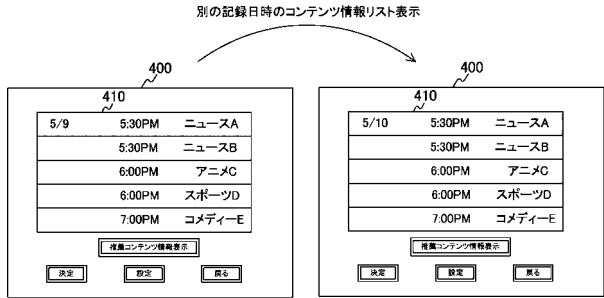 別の記録日時のコンテンツ情報リスト表示
400
410
5/9 5:30PM ニュースA
5:30PM ニュースB
6:00PM アニメC
6:00PM スポーツD
7:00PM コメディーE
推薦コンテンツ情報表示
決定 設定 戻る
400
410
5/10 5:30PM ニュースA
5:30PM ニュースB
6:00PM アニメC
6:00PM スポーツD
7:00PM コメディーE
推薦コンテンツ情報表示
決定 設定 戻る